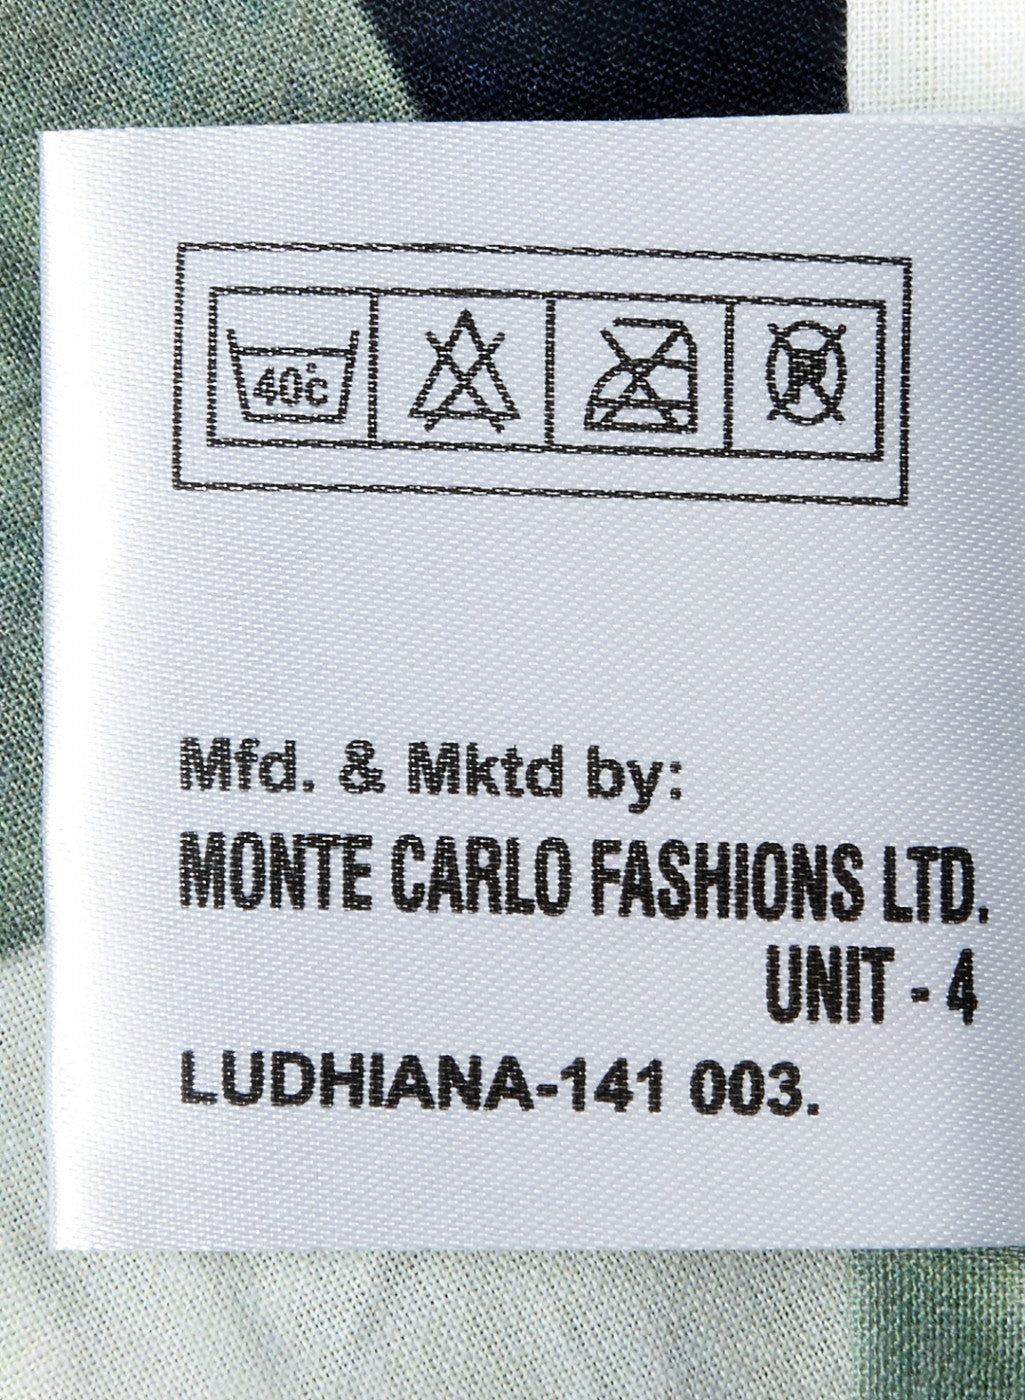 40°c
P
Mfd. & Mktd by:
MONTE CARLO FASHIONS LTD.
UNIT - 4
LUDHIANA-141 003.